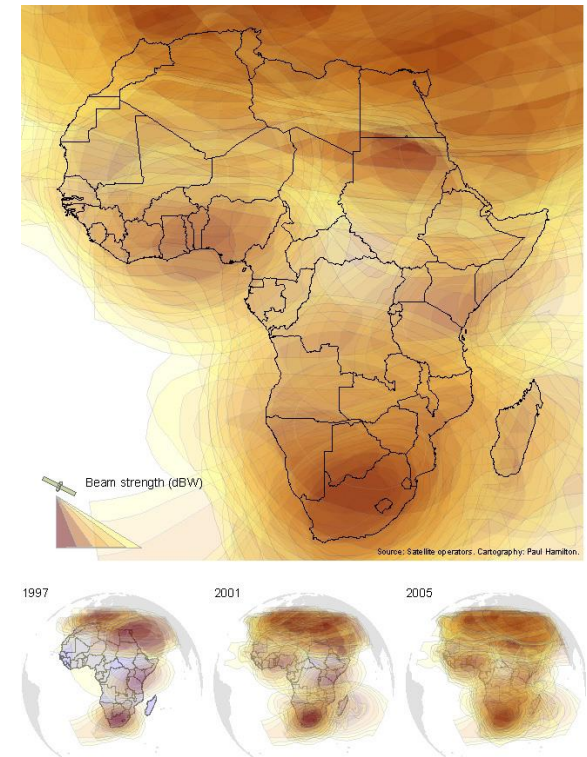 Beam strength (dBW)
Source: Satellite operators. Cartography: Paul Hamilton.
1997
2001
2005